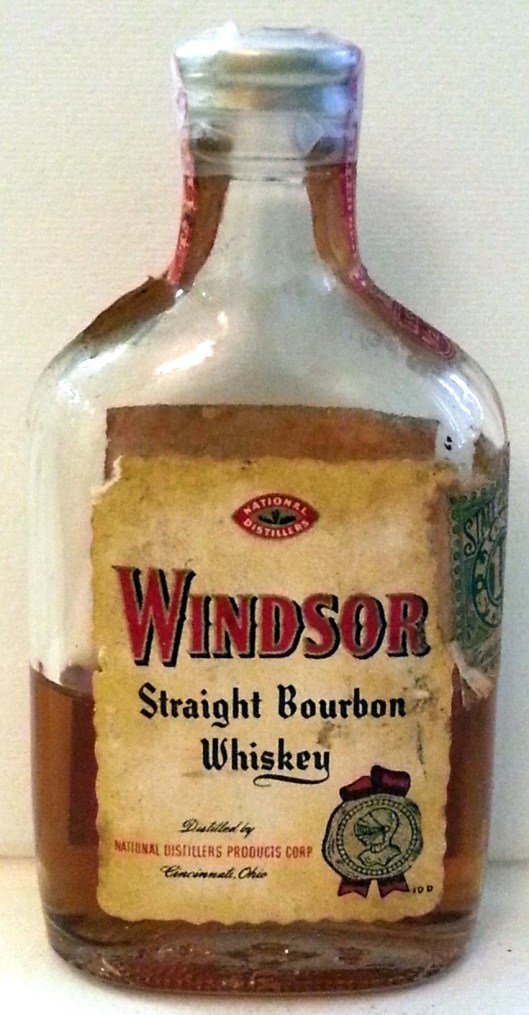 NATIONAL
DISTILLERS
WINDSOR
Straight Bourbon
Whiskey
Distilled by
NATIONAL DISTILLERS PRODUCTS CORP
Cincinnati, Ohio